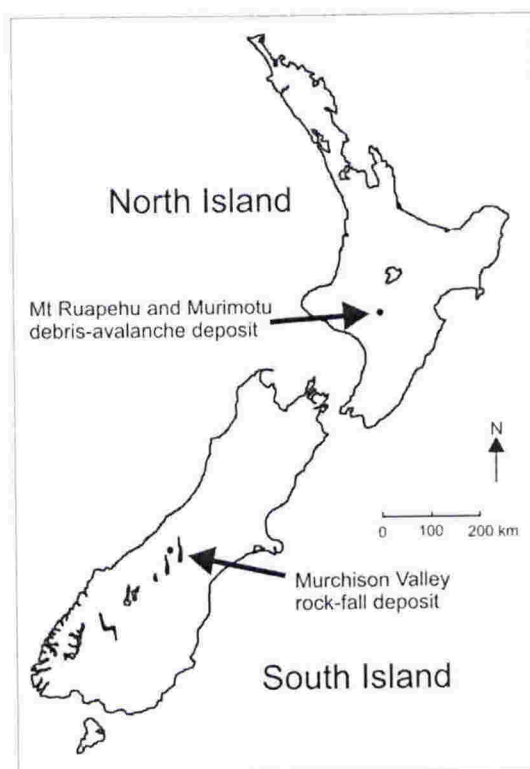 North Island
Mt Ruapehu and Murimotu
debris-avalanche deposit
N
0 100 200 km
Murchison Valley
rock-fall deposit
South Island